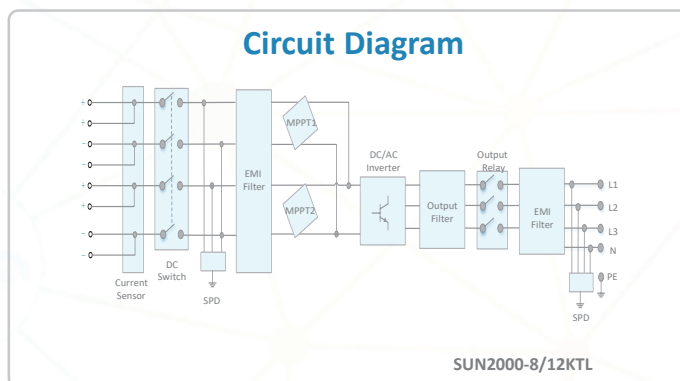 Circuit Diagram
+
+
−
−
+
+
−
−
Current
Sensor
DC
Switch
SPD
EMI
Filter
MPPT1
MPPT2
DC/AC
Inverter
Output
Filter
Output
Relay
EMI
Filter
L1
L2
L3
N
PE
SPD
SUN2000-8/12KTL